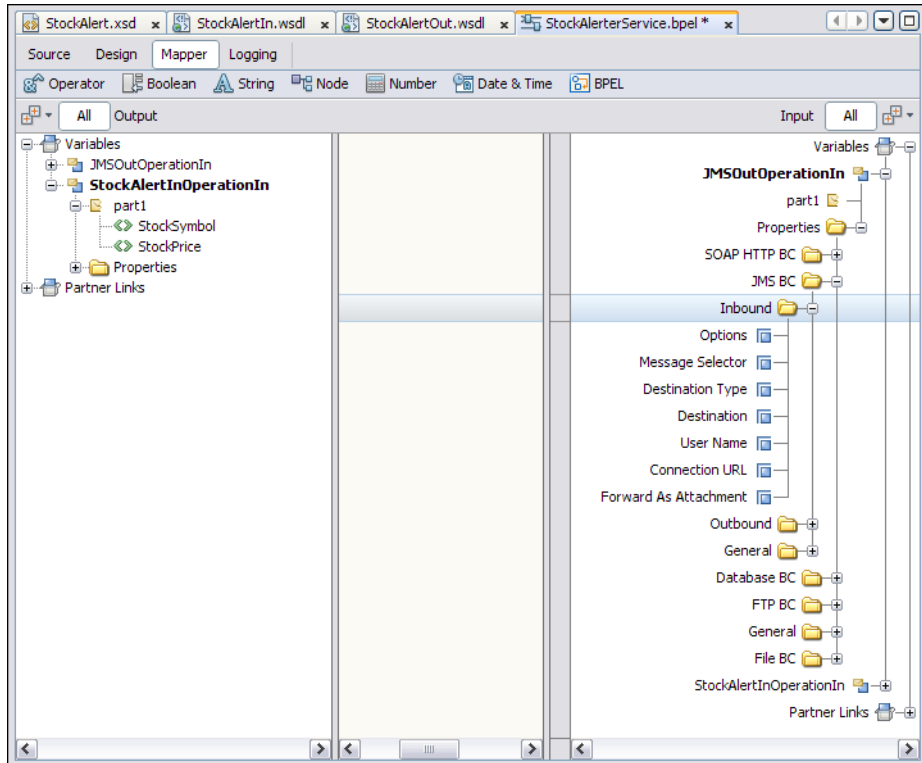 StockAlert.xsd x StockAlertIn.wsdl x StockAlertOut.wsdl x StockAlerterService.bpel * x
Source Design Mapper Logging
Operator Boolean String Node Number Date & Time BPEL
All Output Input All
Variables
JMSOutOperationIn
StockAlertInOperationIn
part1
StockSymbol
StockPrice
Properties
Partner Links
Variables
JMSOutOperationIn
part1
Properties
SOAP HTTP BC
JMS BC
Inbound
Options
Message Selector
Destination Type
Destination
User Name
Connection URL
Forward As Attachment
Outbound
General
Database BC
FTP BC
General
File BC
StockAlertInOperationIn
Partner Links